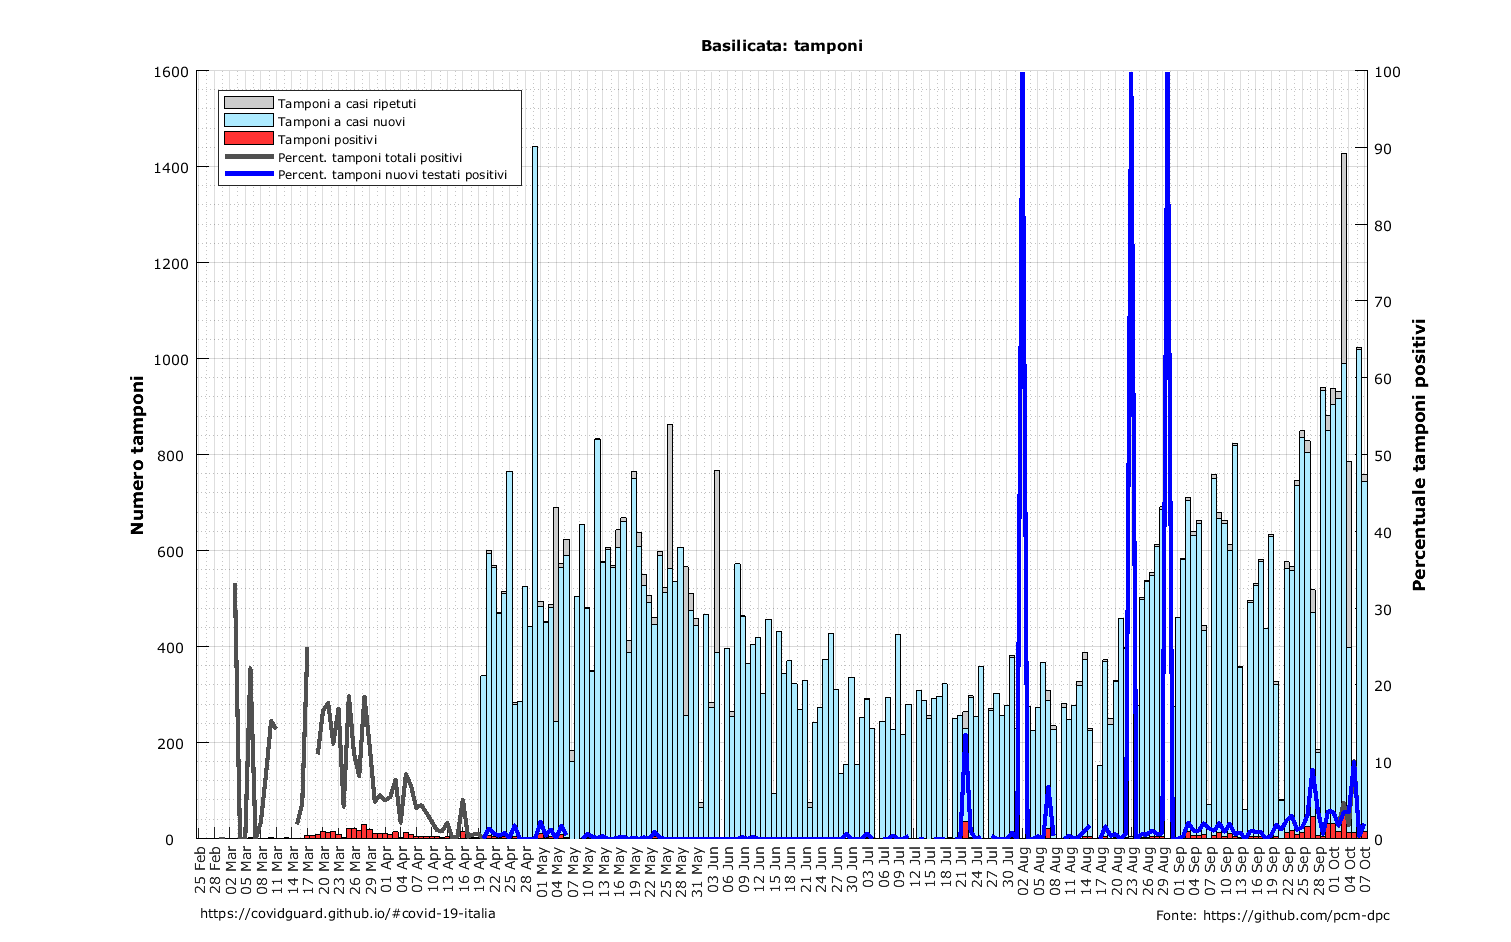 Basilicata: tamponi
Tamponi a casi ripetuti
Tamponi a casi nuovi
Tamponi positivi
Percent. tamponi totali positivi
Percent. tamponi nuovi testati positivi
Numero tamponi
1600
1400
1200
1000
800
600
400
200
0
100
90
80
70
60
50
40
30
20
10
0
Percentuale tamponi positivi
25 Feb
28 Feb
02 Mar
05 Mar
08 Mar
11 Mar
14 Mar
17 Mar
20 Mar
23 Mar
26 Mar
29 Mar
01 Apr
04 Apr
07 Apr
10 Apr
13 Apr
16 Apr
19 Apr
22 Apr
25 Apr
28 Apr
01 May
04 May
07 May
10 May
13 May
16 May
19 May
22 May
25 May
28 May
31 May
03 Jun
06 Jun
09 Jun
12 Jun
15 Jun
18 Jun
21 Jun
24 Jun
27 Jun
30 Jun
03 Jul
06 Jul
09 Jul
12 Jul
15 Jul
18 Jul
21 Jul
24 Jul
27 Jul
30 Jul
02 Aug
05 Aug
08 Aug
11 Aug
14 Aug
17 Aug
20 Aug
23 Aug
26 Aug
29 Aug
01 Sep
04 Sep
07 Sep
10 Sep
13 Sep
16 Sep
19 Sep
22 Sep
25 Sep
28 Sep
01 Oct
04 Oct
07 Oct
https://covidguard.github.io/#covid-19-italia
Fonte: https://github.com/pcm-dpc